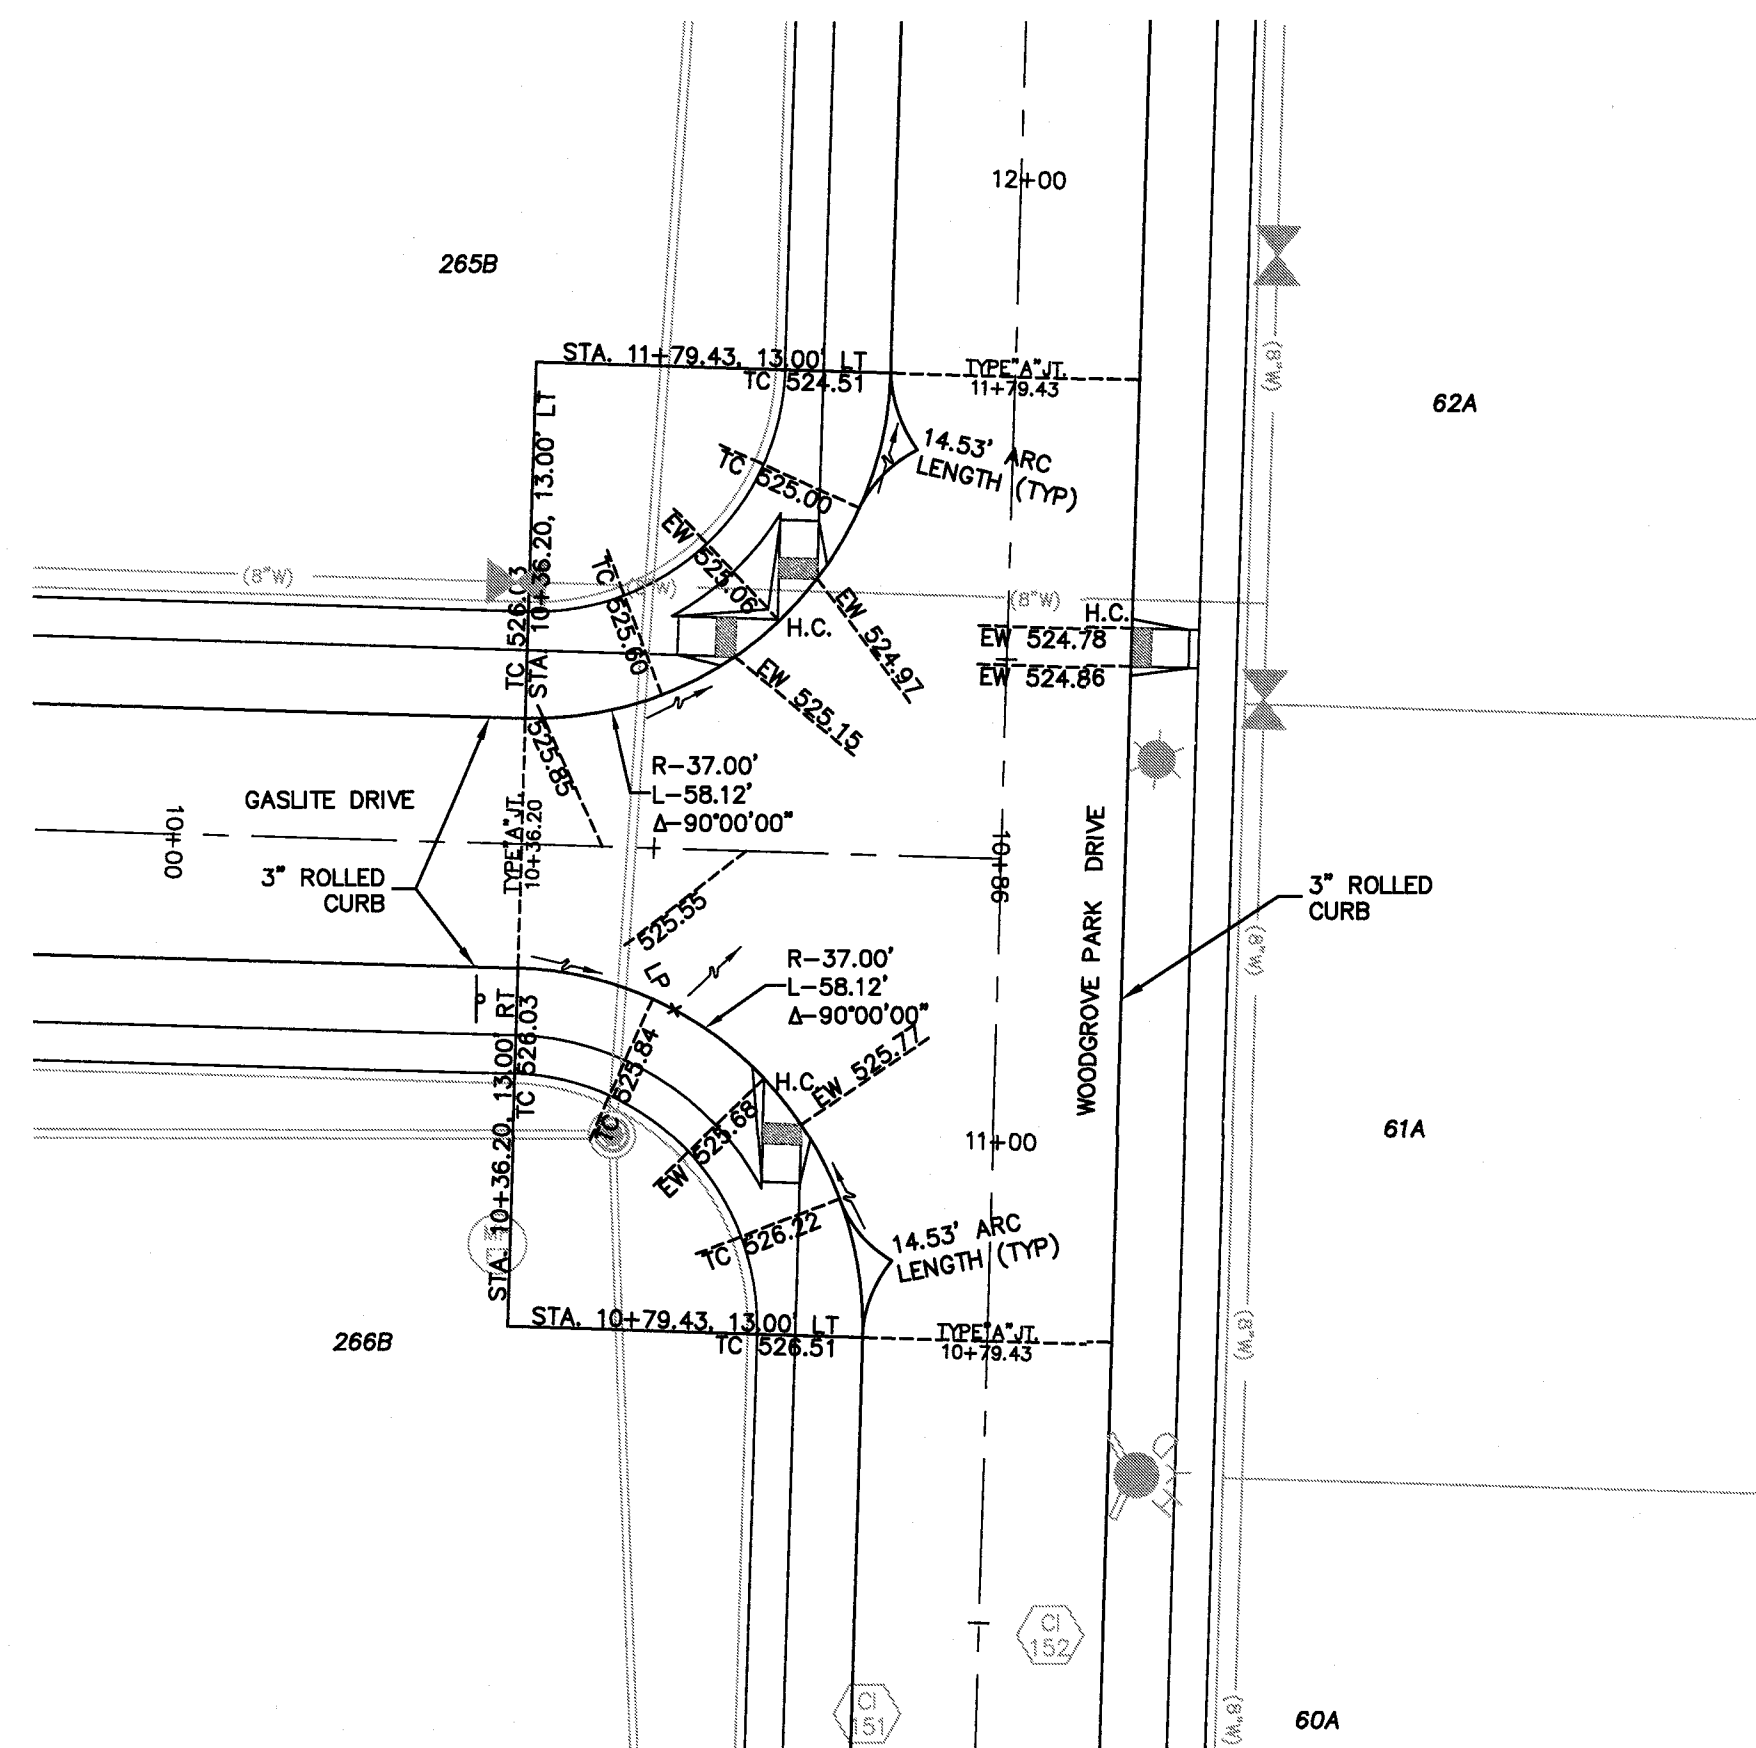 12+00
265B
STA. 11+79.43, 13.00' LT
TC 524.51
TYPE "A" JT.
11+79.43
(8"W)
62A
STA. 10+36.20, 13.00' LT
14.53' ARC
LENGTH (TYP)
TC 525.00
EW 525.06
TC 525.60
(8"W)
(8"W)
H.C.
EW 524.97
EW 525.15
H.C.
EW 524.78
EW 524.86
525.85
R-37.00'
L-58.12'
Δ-90°00'00"
GASLITE DRIVE
10+00
TYPE "A" JT.
10+36.20
10+86
WOODGROVE PARK DRIVE
3" ROLLED
CURB
3" ROLLED
CURB
525.55
LP
R-37.00'
L-58.12'
Δ-90°00'00"
(8"W)
STA. 10+36.20, 13.00' RT
TC 526.03
TC 525.84
H.C.
EW 525.77
EW 525.68
11+00
61A
TC 526.22
14.53' ARC
LENGTH (TYP)
STA. 10+79.43, 13.00' LT
TC 526.51
TYPE "A" JT.
10+79.43
(8"W)
266B
CI
152
CI
151
60A
(8"W)